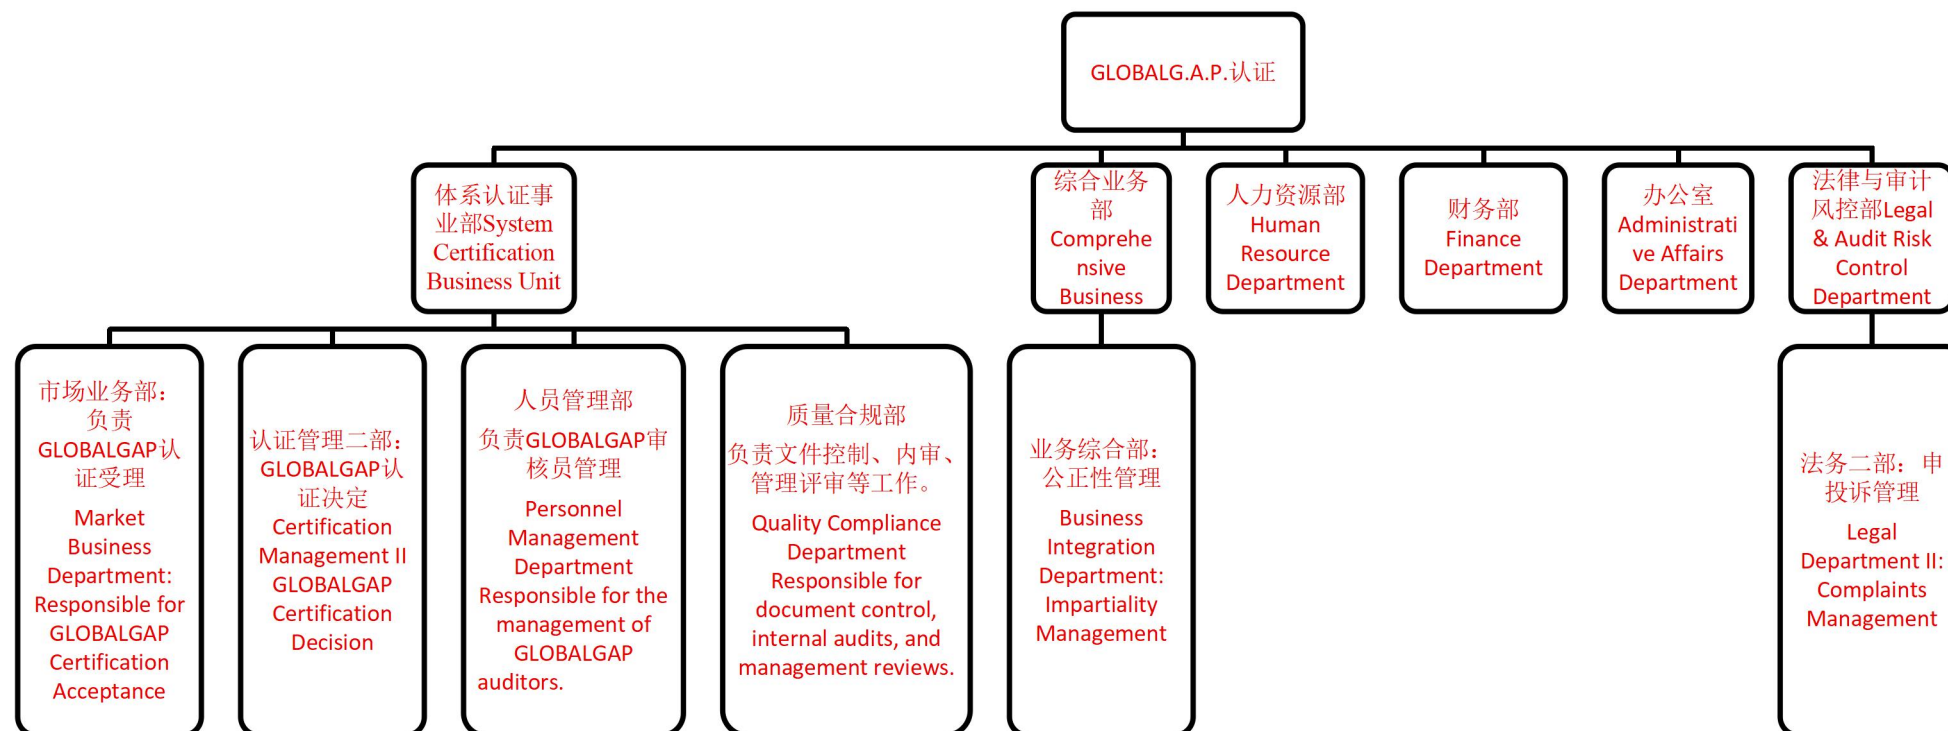 GLOBALG.A.P.认证
体系认证事
业部System
Certification
Business Unit
综合业务
部
Comprehe
nsive
Business
人力资源部
Human
Resource
Department
财务部
Finance
Department
办公室
Administrati
ve Affairs
Department
法律与审计
风控部Legal
& Audit Risk
Control
Department
市场业务部：
负责
GLOBALGAP认
证受理
Market
Business
Department:
Responsible for
GLOBALGAP
Certification
Acceptance
认证管理二部：
GLOBALGAP认
证决定
Certification
Management II
GLOBALGAP
Certification
Decision
人员管理部
负责GLOBALGAP审
核员管理
Personnel
Management
Department
Responsible for the
management of
GLOBALGAP
auditors.
质量合规部
负责文件控制、内审、
管理评审等工作。
Quality Compliance
Department
Responsible for
document control,
internal audits, and
management reviews.
业务综合部：
公正性管理
Business
Integration
Department:
Impartiality
Management
法务二部：申
投诉管理
Legal
Department II:
Complaints
Management